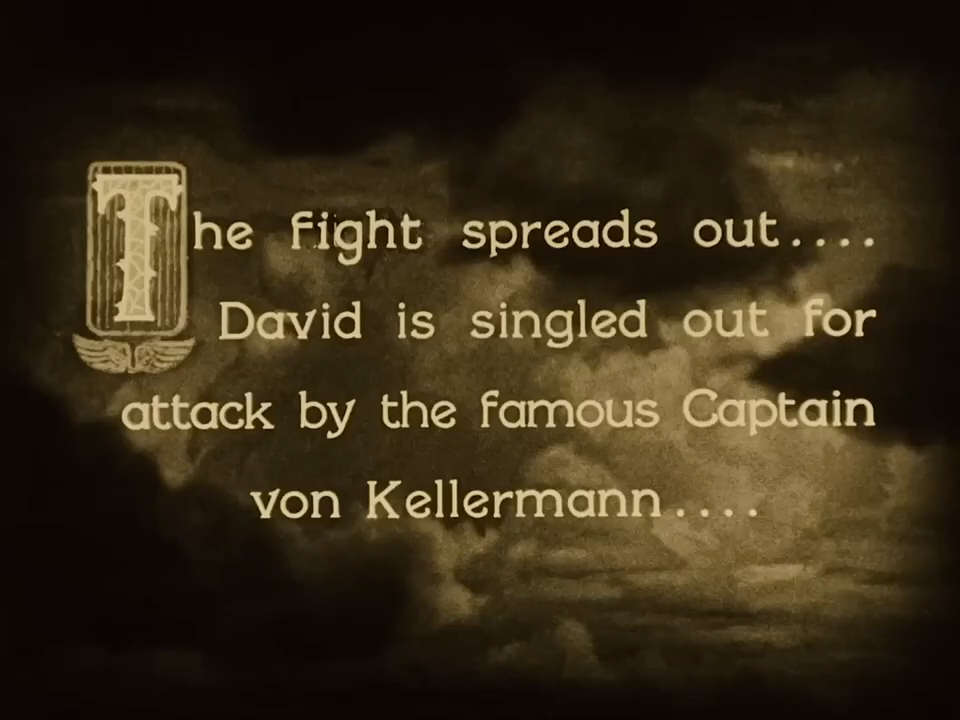 The fight spreads out....
David is singled out for
attack by the famous Captain
von Kellermann....